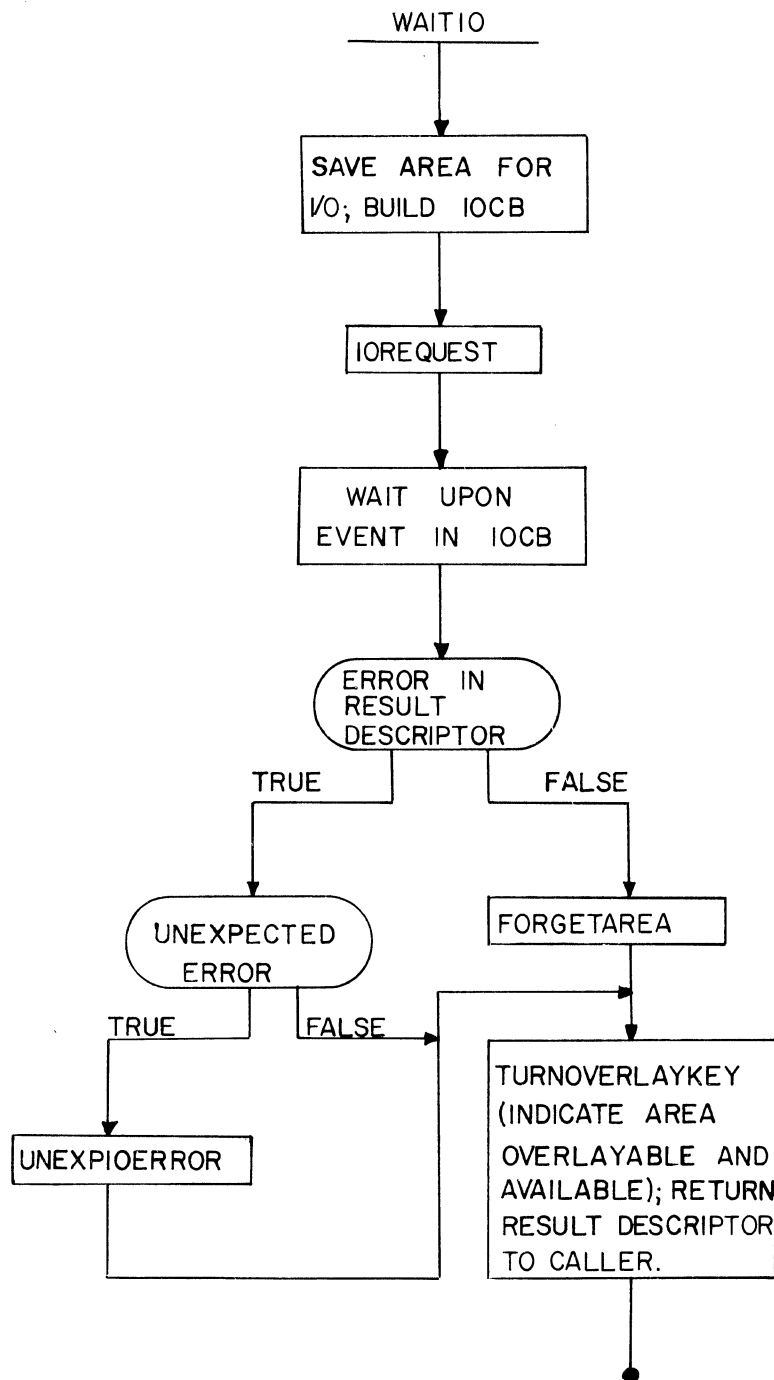 WAITIO
SAVE AREA FOR
I/O; BUILD IOCB
IOREQUEST
WAIT UPON
EVENT IN IOCB
ERROR IN
RESULT
DESCRIPTOR
TRUE
FALSE
UNEXPECTED
ERROR
FORGETAREA
TRUE
FALSE
UNEXPIOERROR
TURNOVERLAYKEY
(INDICATE AREA
OVERLAYABLE AND
AVAILABLE); RETURN
RESULT DESCRIPTOR
TO CALLER.